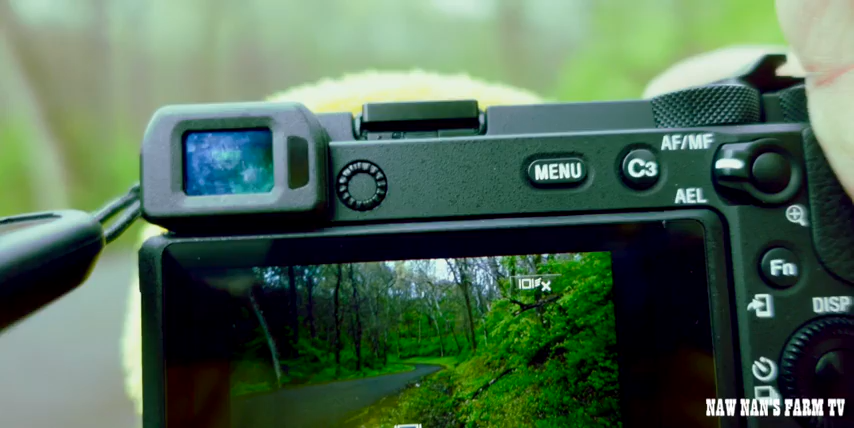 AF/MF
MENU
C3
AEL
Fn
DISP
NAW NAN'S FARM TV